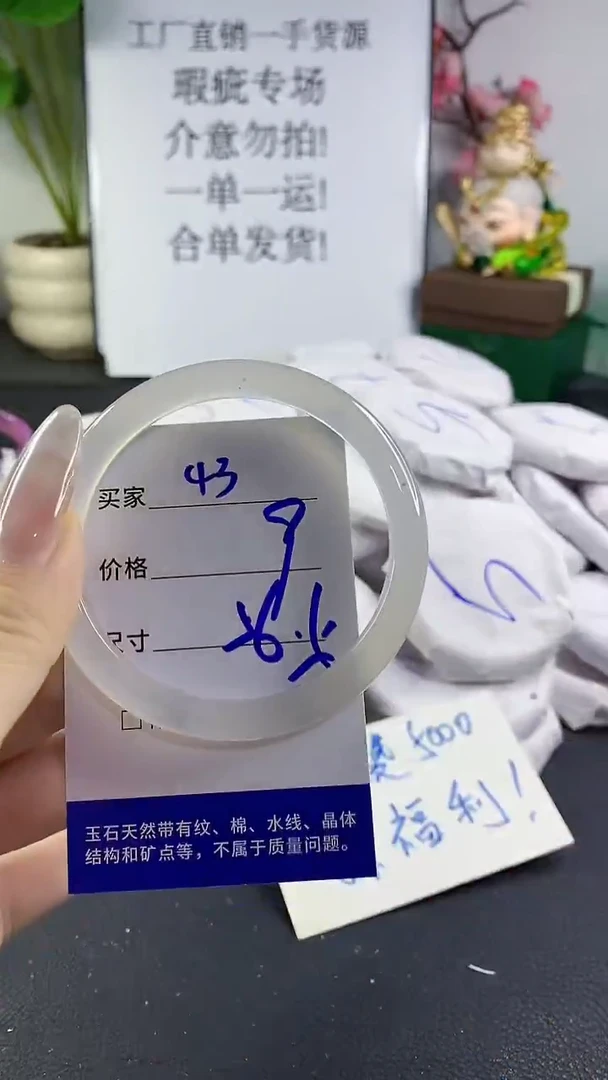 工厂直销一手货源
瑕疵专场
介意勿拍!
一单一运!
合单发货!
买家 43
价格
尺寸
玉石天然带有纹、棉、水线、晶体
结构和矿点等，不属于质量问题。
5000
福利!